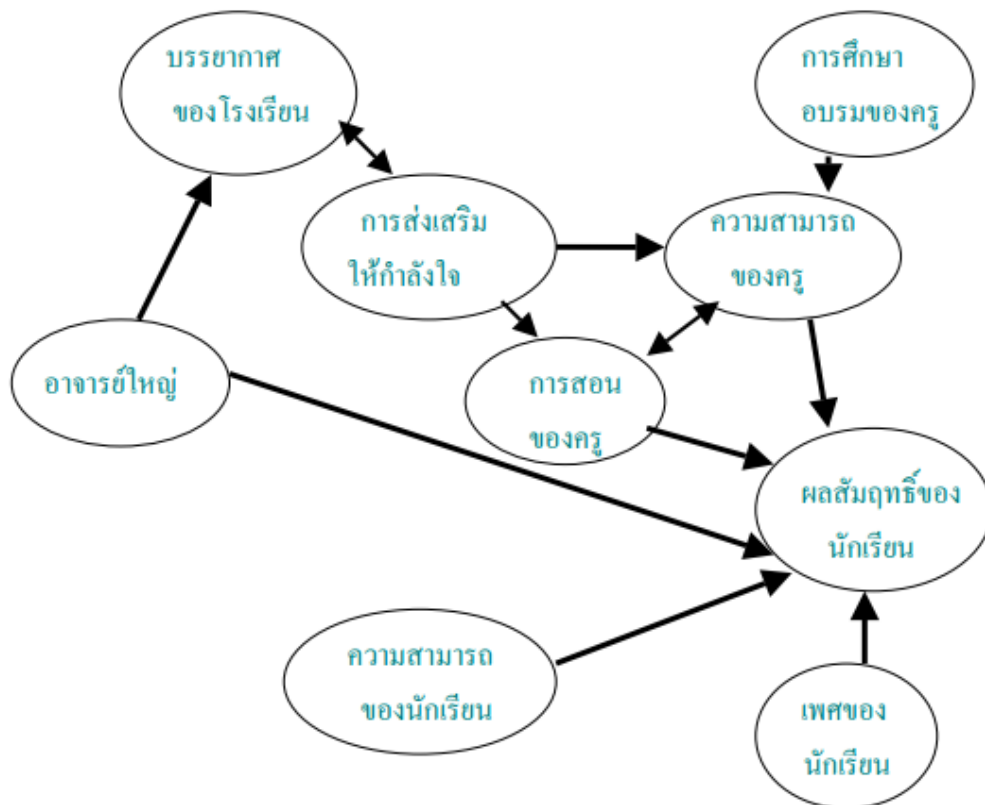 บรรยากาศ
ของโรงเรียน
การศึกษา
อบรมของครู
การส่งเสริม
ให้กำลังใจ
ความสามารถ
ของครู
อาจารย์ใหญ่
การสอน
ของครู
ผลสัมฤทธิ์ของ
นักเรียน
ความสามารถ
ของนักเรียน
เพศของ
นักเรียน